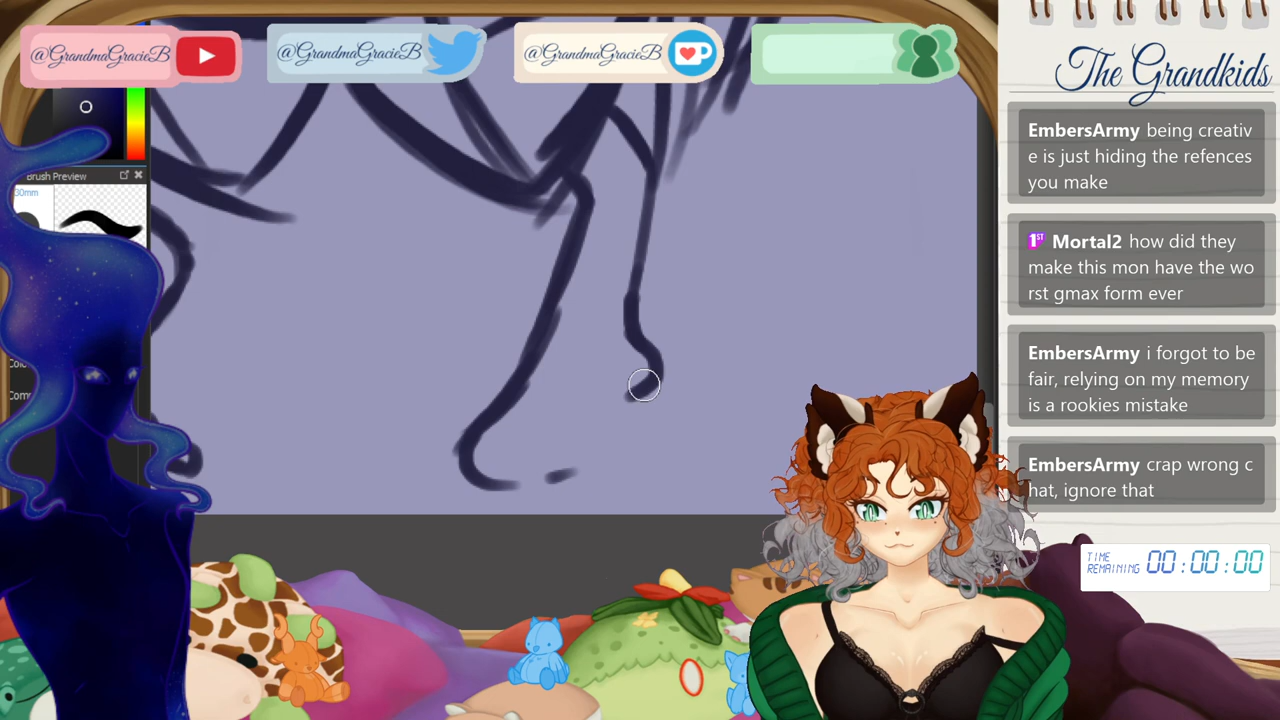 @GrandmaGracieB
@GrandmaGracieB
@GrandmaGracieB
The Grandkids
Brush Preview
30mm
EmbersArmy being creativ
e is just hiding the refences
you make
1ST Mortal2 how did they
make this mon have the wo
rst gmax form ever
EmbersArmy i forgot to be
fair, relying on my memory
is a rookies mistake
EmbersArmy crap wrong c
hat, ignore that
TIME
REMAINING 00:00:00